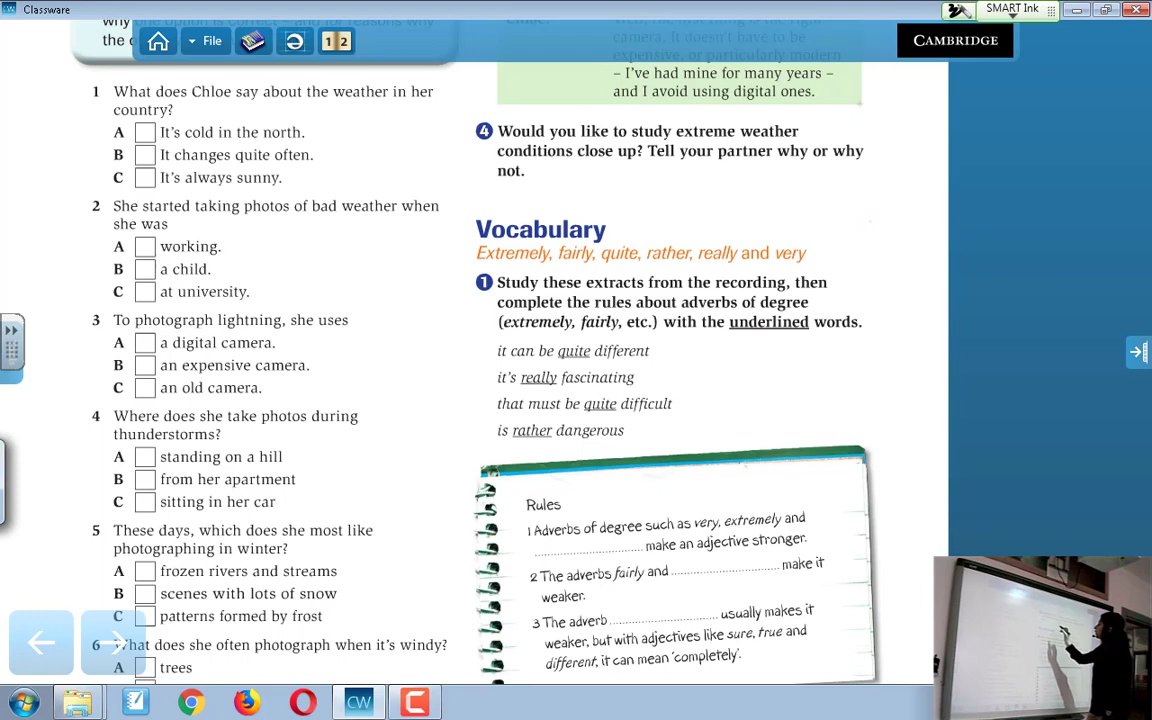 Classware
SMART Ink
why one option is correct – and for
the
File
1 2
CAMBRIDGE
camera. It doesn't have to be
expensive, or particularly modern
– I've had mine for many years –
and I avoid using digital ones.
1 What does Chloe say about the weather in her
country?
A It's cold in the north.
B It changes quite often.
C It's always sunny.
2 She started taking photos of bad weather when
she was
A working.
B a child.
C at university.
3 To photograph lightning, she uses
A a digital camera.
B an expensive camera.
C an old camera.
4 Where does she take photos during
thunderstorms?
A standing on a hill
B from her apartment
C sitting in her car
5 These days, which does she most like
photographing in winter?
A frozen rivers and streams
B scenes with lots of snow
C patterns formed by frost
6 What does she often photograph when it's windy?
A trees
4 Would you like to study extreme weather
conditions close up? Tell your partner why or why
not.
Vocabulary
Extremely, fairly, quite, rather, really and very
1 Study these extracts from the recording, then
complete the rules about adverbs of degree
(extremely, fairly, etc.) with the underlined words.
it can be quite different
it's really fascinating
that must be quite difficult
is rather dangerous
Rules
1 Adverbs of degree such as very, extremely and
.............................. make an adjective stronger.
2 The adverbs fairly and .............................. make it
weaker.
3 The adverb .............................. usually makes it
weaker, but with adjectives like sure, true and
different, it can mean 'completely'.
CW